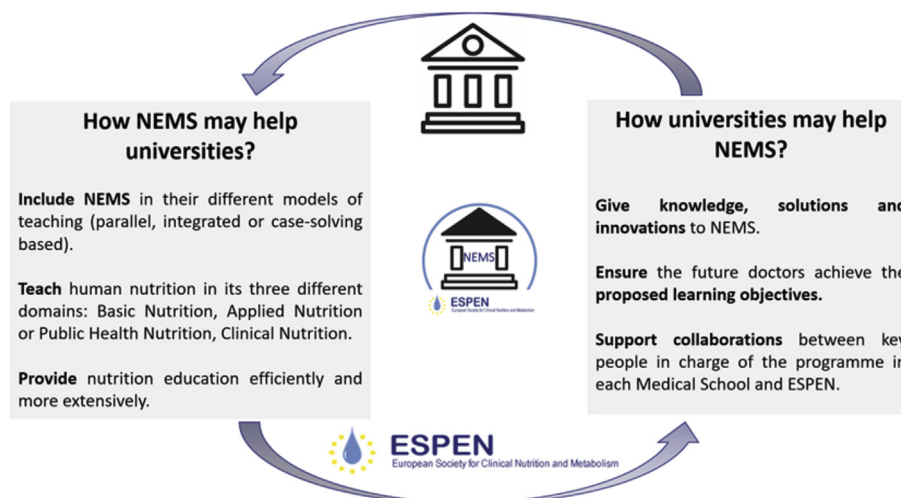 How NEMS may help
universities?
Include NEMS in their different models of
teaching (parallel, integrated or case-solving
based).
Teach human nutrition in its three different
domains: Basic Nutrition, Applied Nutrition
or Public Health Nutrition, Clinical Nutrition.
Provide nutrition education efficiently and
more extensively.
NEMS
ESPEN
European Society for Clinical Nutrition and Metabolism
How universities may help
NEMS?
Give knowledge, solutions and
innovations to NEMS.
Ensure the future doctors achieve the
proposed learning objectives.
Support collaborations between key
people in charge of the programme in
each Medical School and ESPEN.
ESPEN
European Society for Clinical Nutrition and Metabolism